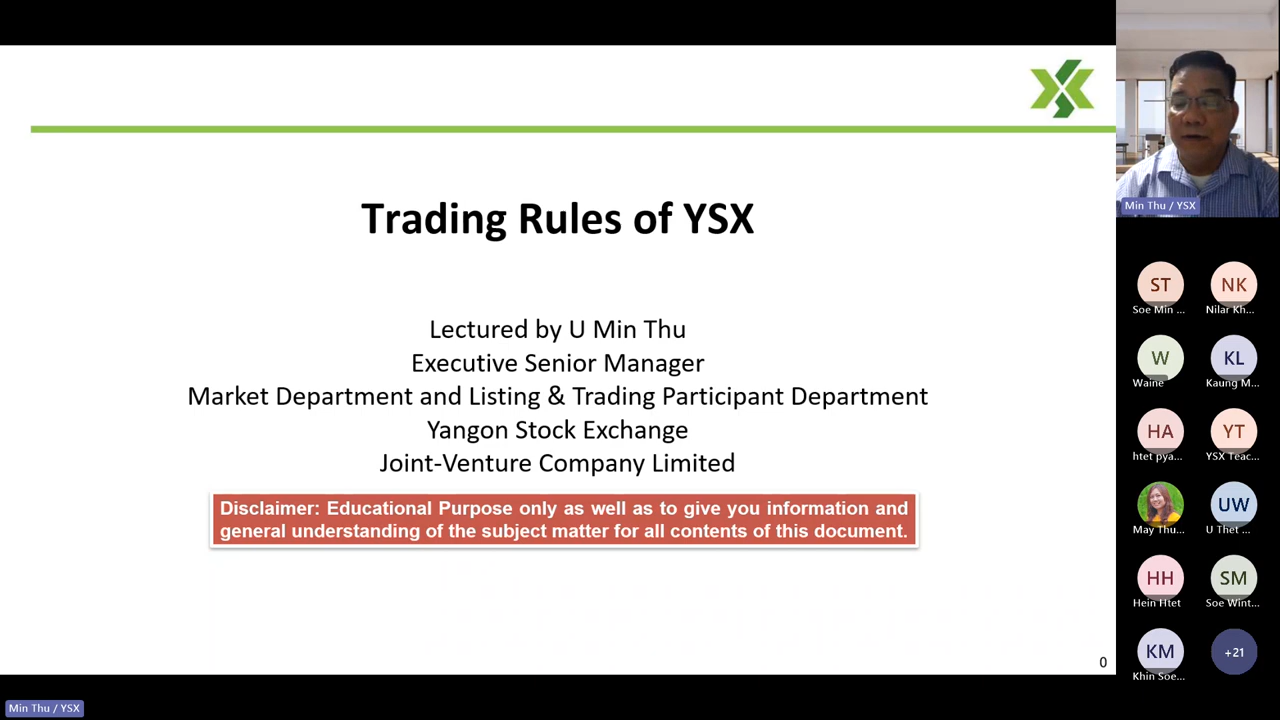 Trading Rules of YSX
Lectured by U Min Thu
Executive Senior Manager
Market Department and Listing & Trading Participant Department
Yangon Stock Exchange
Joint-Venture Company Limited
Disclaimer: Educational Purpose only as well as to give you information and
general understanding of the subject matter for all contents of this document.
0
Min Thu / YSX
ST NK
Soe Min ... Nilar Kh...
W KL
Waine Kaung M...
HA YT
htet pya... YSX Teac...
UW
May Thu... U Thet ...
HH SM
Hein Htet Soe Wint...
KM +21
Khin Soe...
Min Thu / YSX